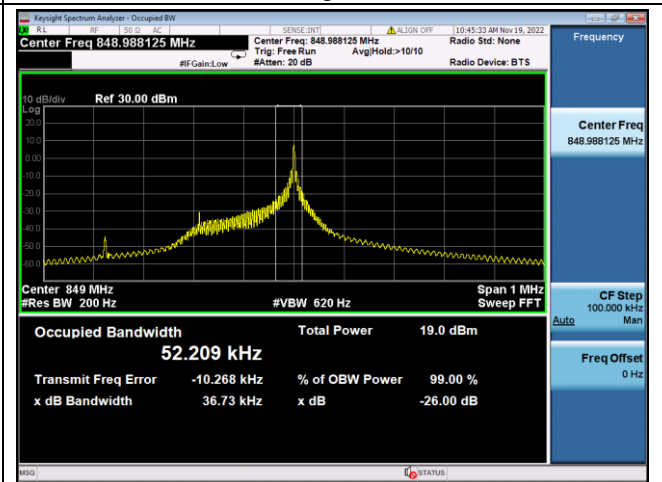 Keysight Spectrum Analyzer - Occupied BW
RL RF 50 Ω AC SENSE:INT ALIGN OFF 10:45:33 AM Nov 19, 2022
Center Freq 848.988125 MHz
Center Freq: 848.988125 MHz Radio Std: None
Trig: Free Run Avg|Hold:>10/10
#IFGain:Low #Atten: 20 dB Radio Device: BTS
Frequency
10 dB/div Ref 30.00 dBm
Log
20.0
10.0
0.00
-10.0
-20.0
-30.0
-40.0
-50.0
-60.0
Center 849 MHz Span 1 MHz
#Res BW 200 Hz #VBW 620 Hz Sweep FFT
Occupied Bandwidth Total Power 19.0 dBm
52.209 kHz
Transmit Freq Error -10.268 kHz % of OBW Power 99.00 %
x dB Bandwidth 36.73 kHz x dB -26.00 dB
Center Freq
848.988125 MHz
CF Step
100.000 kHz
Auto Man
Freq Offset
0 Hz
MSG STATUS